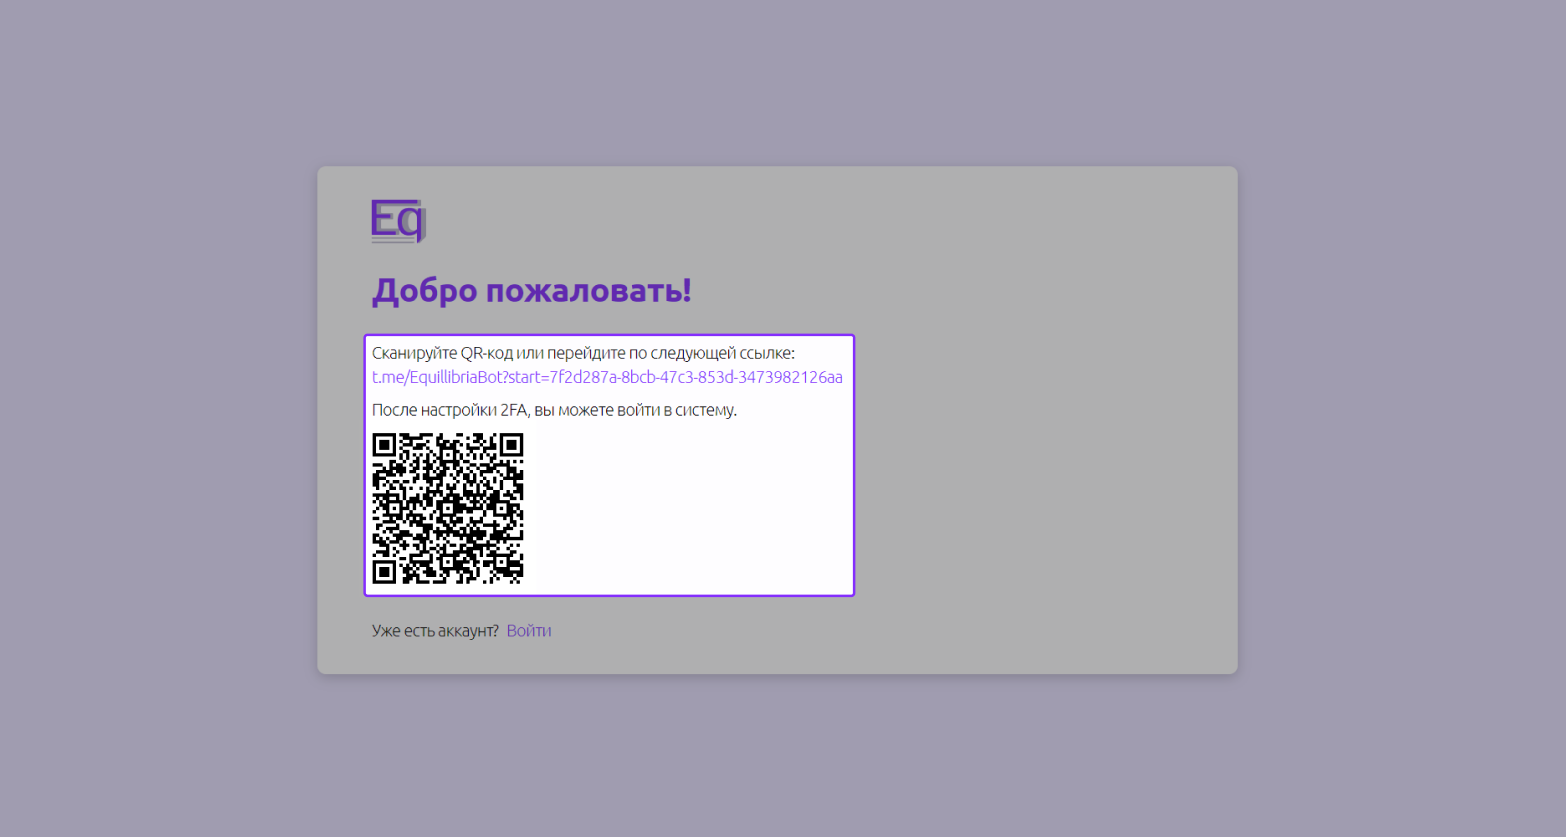 Eq
Добро пожаловать!
Сканируйте QR-код или перейдите по следующей ссылке:
t.me/EquillibriaBot?start=7f2d287a-8bcb-47c3-853d-3473982126aa
После настройки 2FA, вы можете войти в систему.
Уже есть аккаунт? Войти